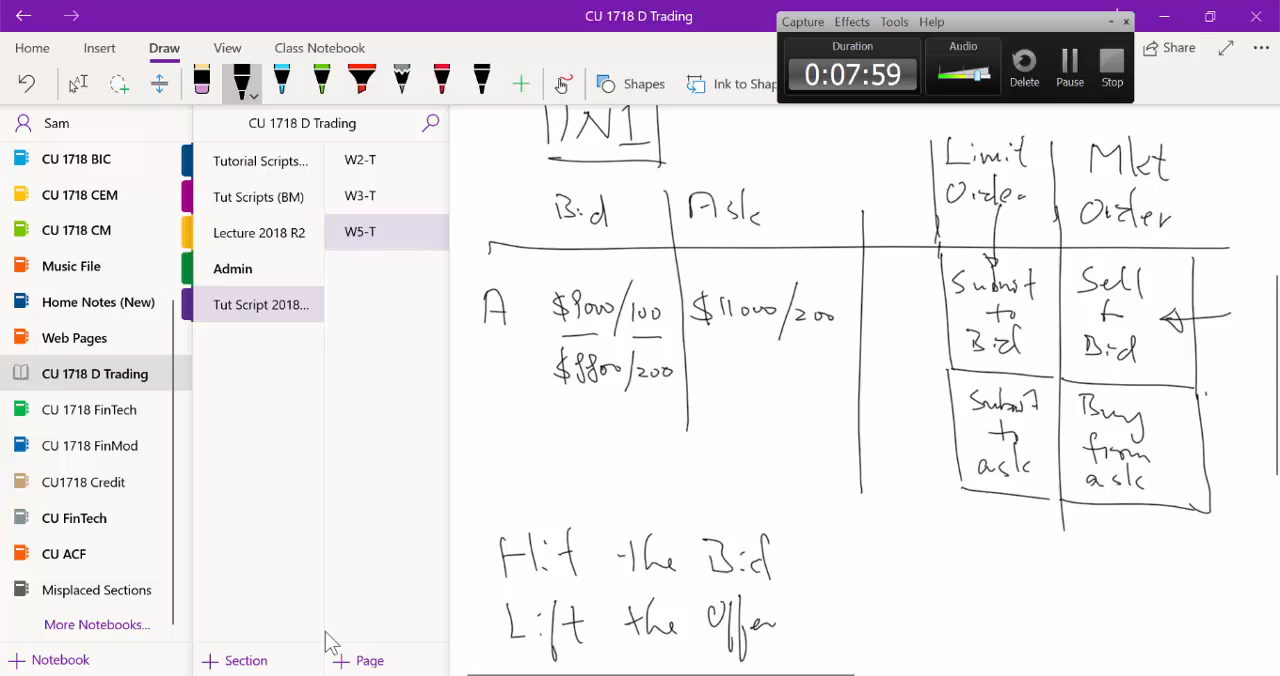 CU 1718 D Trading
Capture Effects Tools Help
Duration
Audio
0:07:59
Delete
Pause
Stop
Home
Insert
Draw
View
Class Notebook
Share
Shapes
Ink to Shap
Sam
CU 1718 D Trading
CU 1718 BIC
CU 1718 CEM
CU 1718 CM
Music File
Home Notes (New)
Web Pages
CU 1718 D Trading
CU 1718 FinTech
CU 1718 FinMod
CU1718 Credit
CU FinTech
CU ACF
Misplaced Sections
More Notebooks...
Notebook
Tutorial Scripts...
Tut Scripts (BM)
Lecture 2018 R2
Admin
Tut Script 2018...
Section
W2-T
W3-T
W5-T
Page
Bid
Ask
Limit
Order
Mkt
Order
A
$9000/100
$11000/200
Submit
to
Bid
Sell
to
Bid
Submit
to
ask
Buy
from
ask
Hit the Bid
Lift the Offer